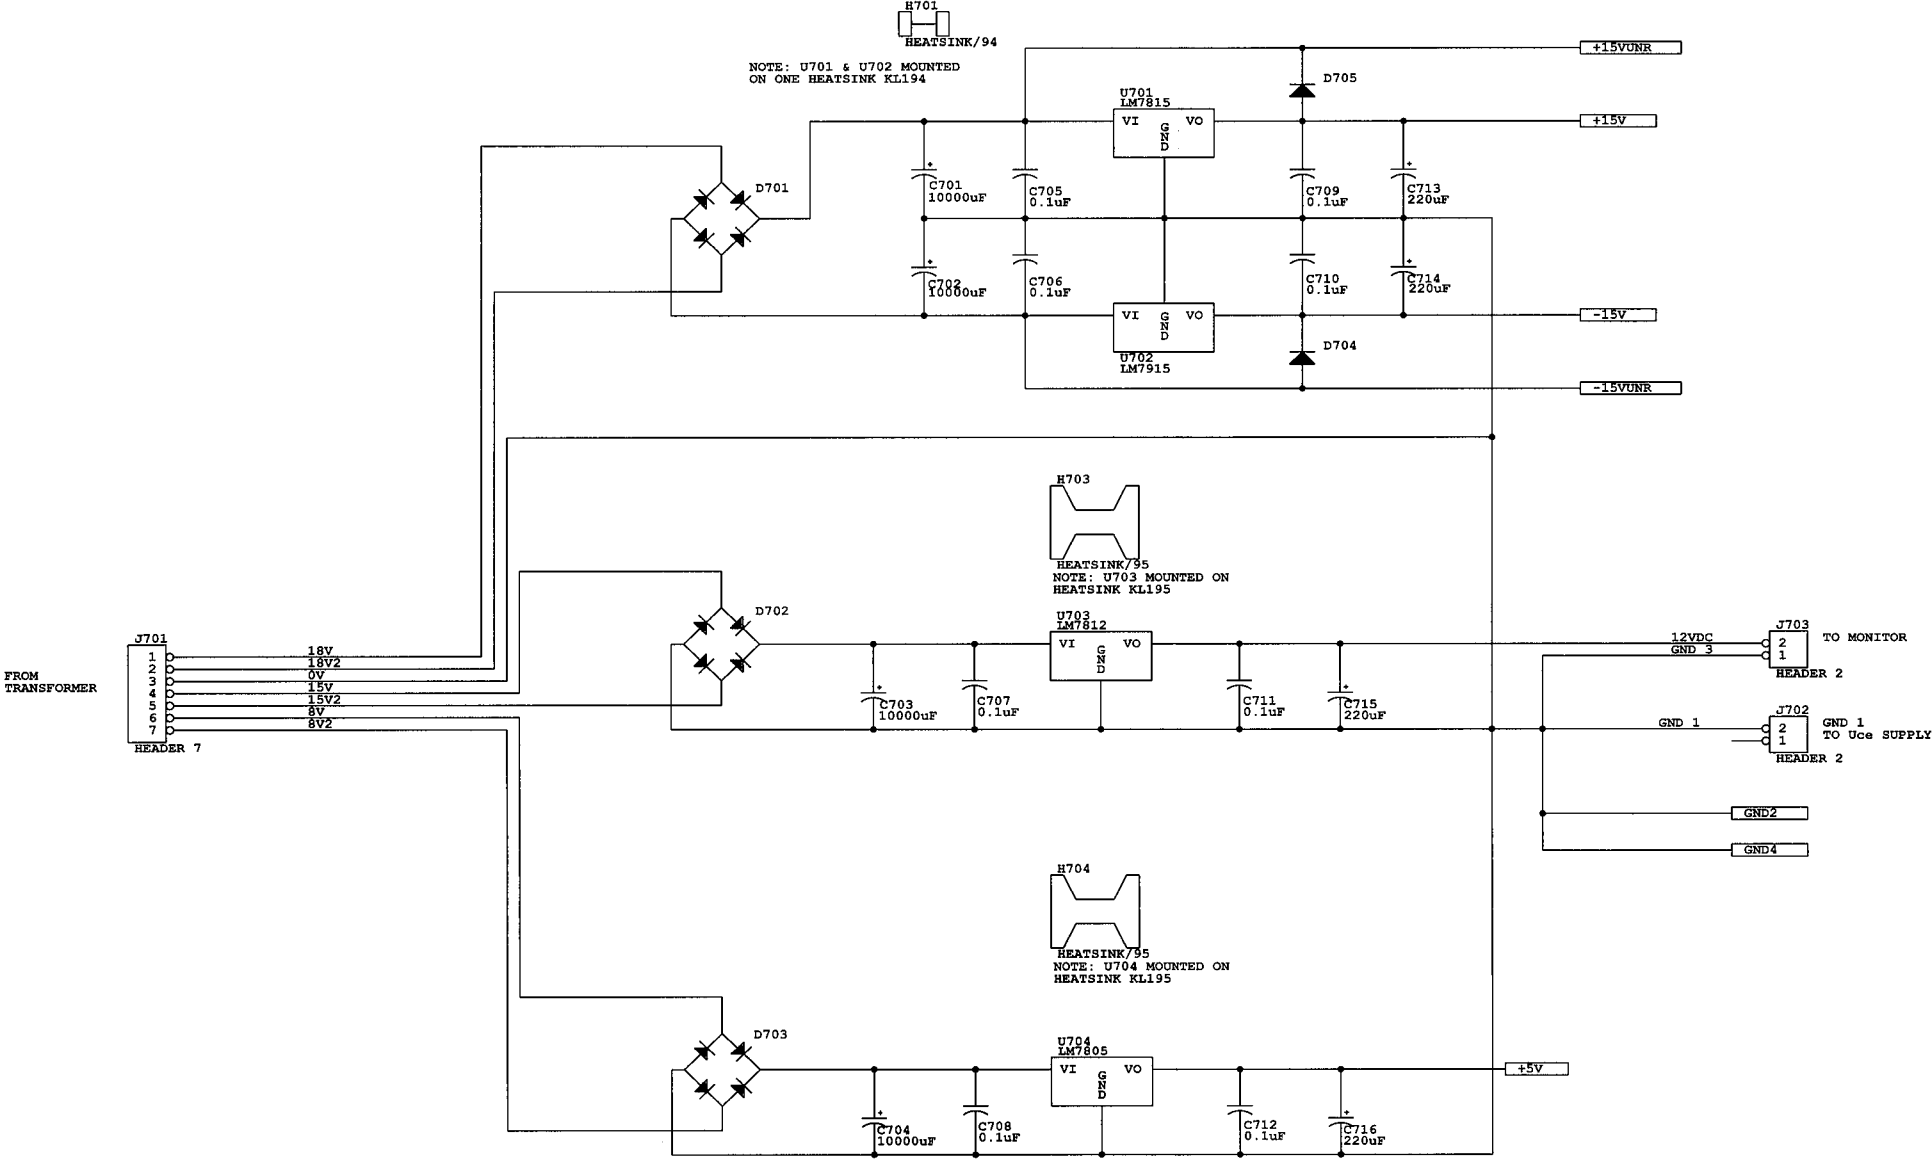 H701
HEATSINK/94
NOTE: U701 & U702 MOUNTED
ON ONE HEATSINK KL194
+15VUNR
D705
U701
LM7815
VI
GND
VO
+15V
D701
+
C701
10000uF
C705
0.1uF
C709
0.1uF
+
C713
220uF
+
C702
10000uF
C706
0.1uF
C710
0.1uF
+
C714
220uF
VI
GND
VO
-15V
U702
LM7915
D704
-15VUNR
H703
HEATSINK/95
NOTE: U703 MOUNTED ON
HEATSINK KL195
D702
U703
LM7812
VI
GND
VO
+
C703
10000uF
C707
0.1uF
C711
0.1uF
+
C715
220uF
FROM
TRANSFORMER
J701
1
2
3
4
5
6
7
HEADER 7
18V
18V2
0V
15V
15V2
8V
8V2
12VDC
GND 3
J703
2
1
HEADER 2
TO MONITOR
GND 1
J702
2
1
HEADER 2
GND 1
TO Uce SUPPLY
GND2
GND4
H704
HEATSINK/95
NOTE: U704 MOUNTED ON
HEATSINK KL195
D703
U704
LM7805
VI
GND
VO
+5V
+
C704
10000uF
C708
0.1uF
C712
0.1uF
+
C716
220uF